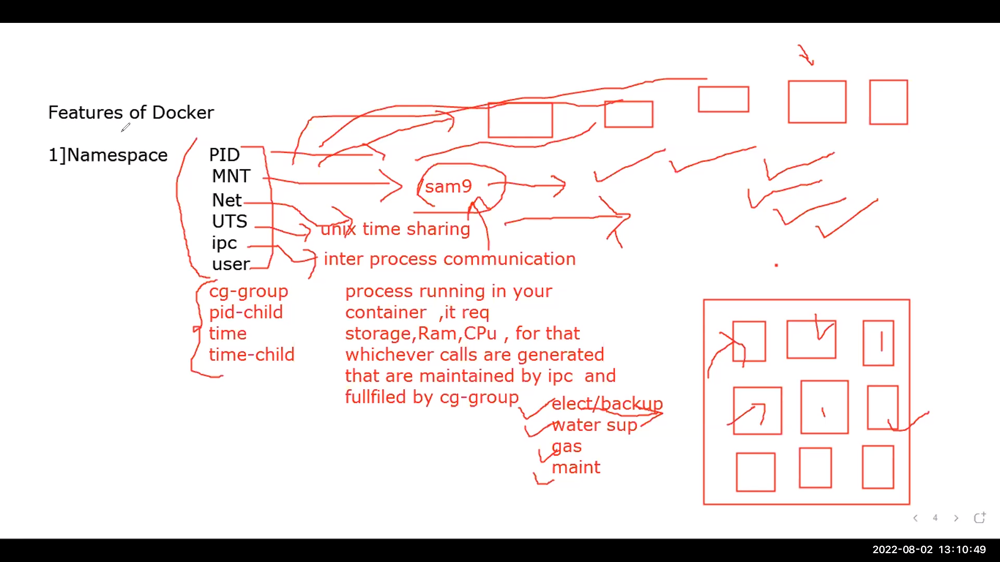 Features of Docker
1]Namespace
PID
MNT
Net
UTS
ipc
user
sam9
unix time sharing
inter process communication
cg-group
pid-child
time
time-child
process running in your
container ,it req
storage,Ram,CPu , for that
whichever calls are generated
that are maintained by ipc and
fullfiled by cg-group
elect/backup
water sup
gas
maint
4
2022-08-02 13:10:49